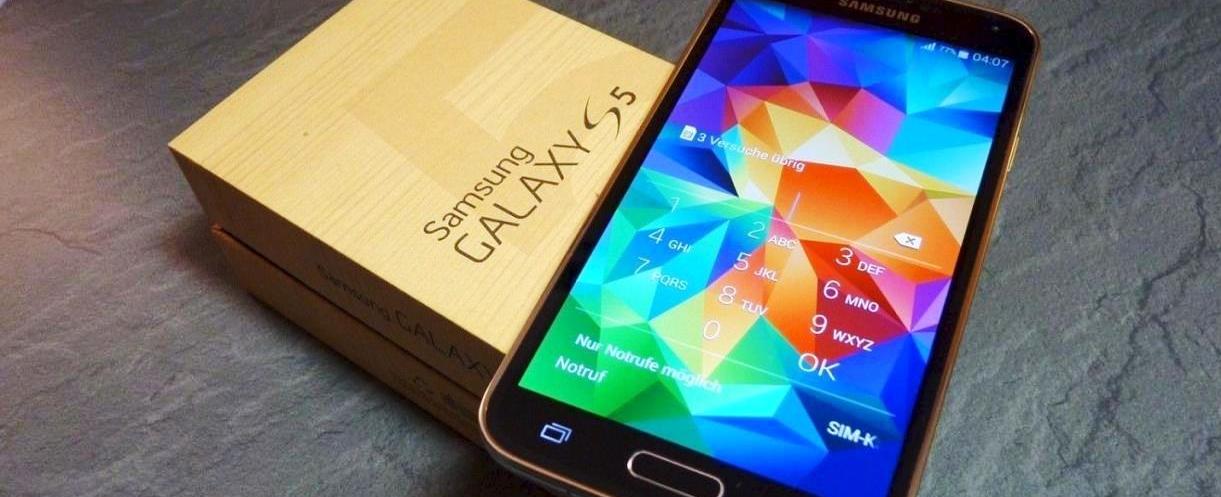 Samsung
GALAXY S5
Samsung GALAXY
SAMSUNG
77% 04:07
3 Versuche übrig
1
2 ABC
3 DEF
4 GHI
5 JKL
6 MNO
7 PQRS
8 TUV
9 WXYZ
0
OK
Nur Notrufe möglich
Notruf
SIM-K